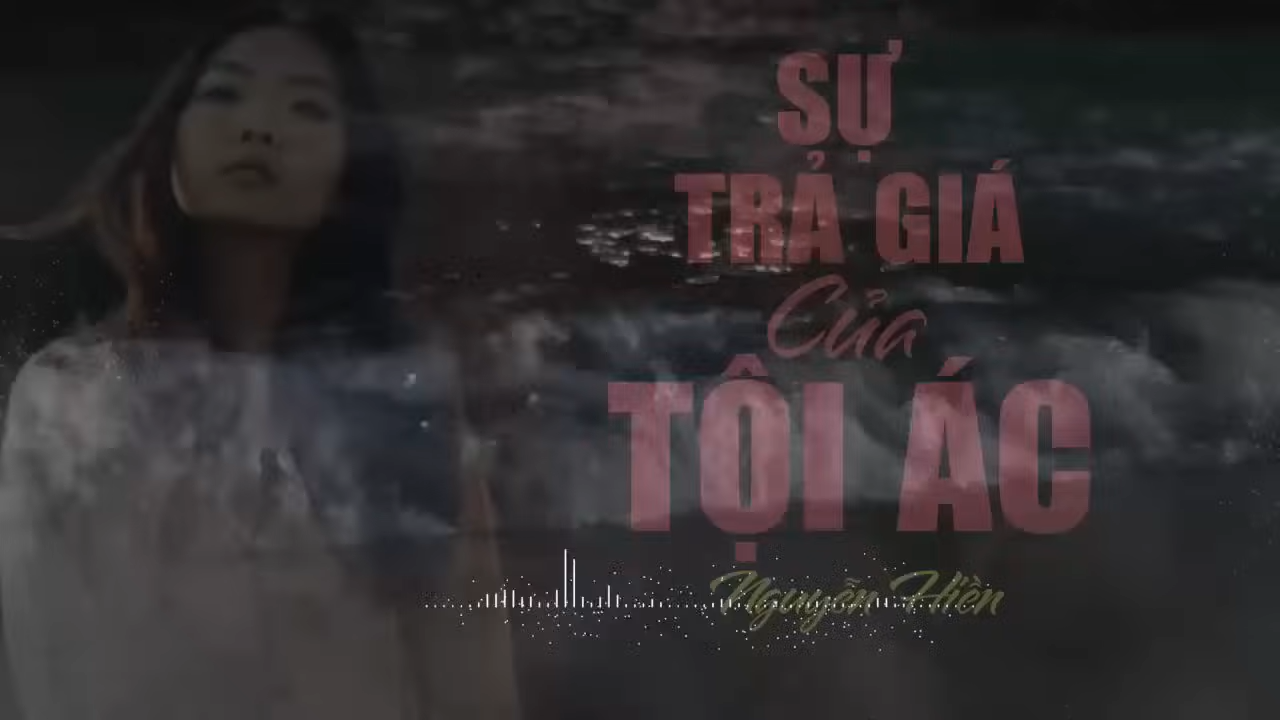 SỰ
TRẢ GIÁ
Của
TỘI ÁC
Nguyễn Hiền